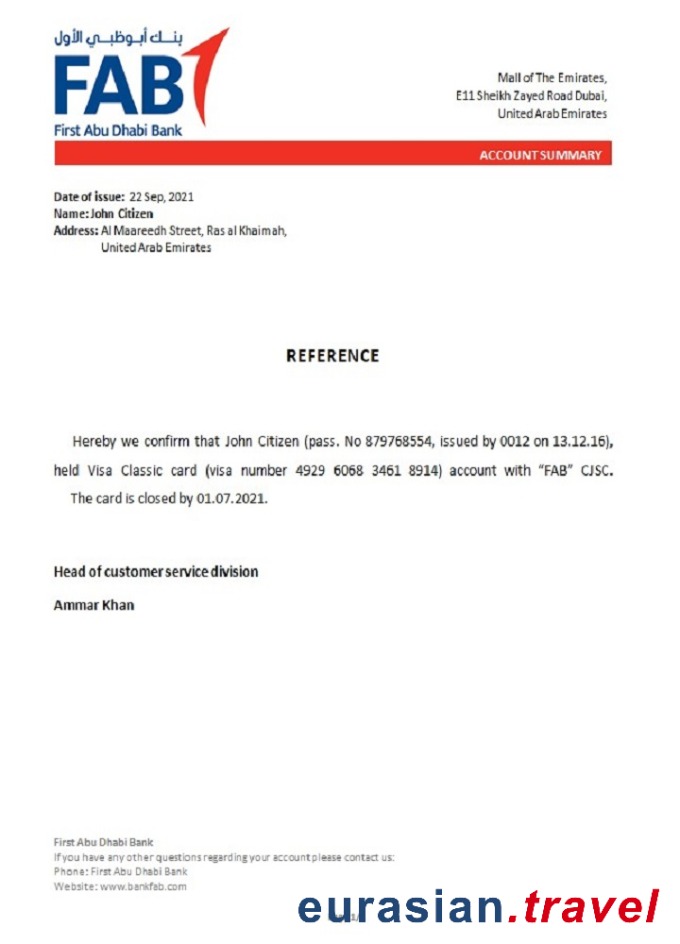 بنك أبوظبي الأول
FAB
First Abu Dhabi Bank
Mall of The Emirates,
E11 Sheikh Zayed Road Dubai,
United Arab Emirates
ACCOUNT SUMMARY
Date of issue: 22 Sep, 2021
Name: John Citizen
Address: Al Maareedh Street, Ras al Khaimah,
United Arab Emirates
REFERENCE
Hereby we confirm that John Citizen (pass. No 879768554, issued by 0012 on 13.12.16),
held Visa Classic card (visa number 4929 6068 3461 8914) account with “FAB” CJSC.
The card is closed by 01.07.2021.
Head of customer service division
Ammar Khan
First Abu Dhabi Bank
If you have any other questions regarding your account please contact us:
Phone: First Abu Dhabi Bank
Website: www.bankfab.com
eurasian.travel